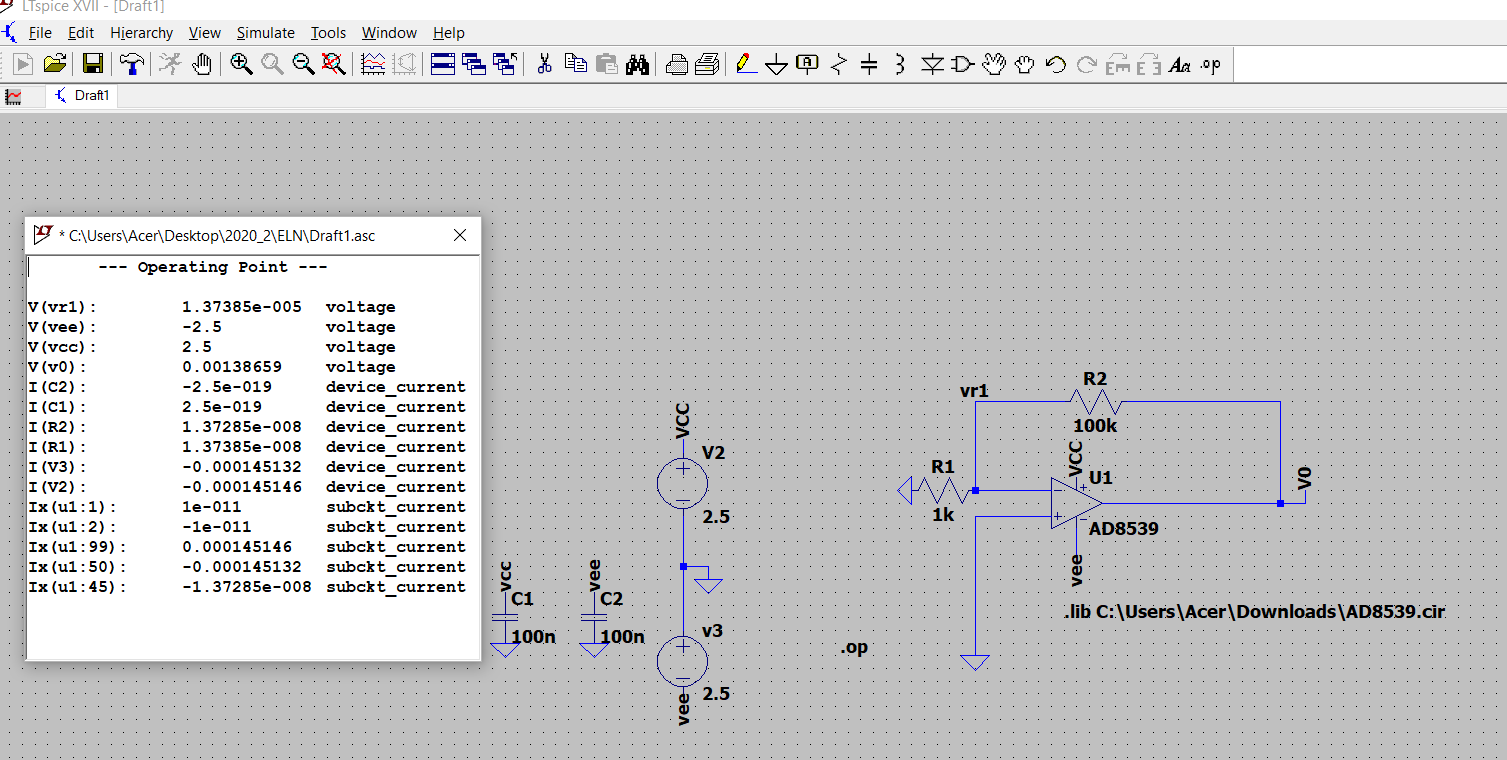 LTspice XVII - [Draft1]
File Edit Hierarchy View Simulate Tools Window Help
A Aa .op
Draft1
* C:\Users\Acer\Desktop\2020_2\ELN\Draft1.asc
--- Operating Point ---
V(vr1): 1.37385e-005 voltage
V(vee): -2.5 voltage
V(vcc): 2.5 voltage
V(v0): 0.00138659 voltage
I(C2): -2.5e-019 device_current
I(C1): 2.5e-019 device_current
I(R2): 1.37285e-008 device_current
I(R1): 1.37385e-008 device_current
I(V3): -0.000145132 device_current
I(V2): -0.000145146 device_current
Ix(u1:1): 1e-011 subckt_current
Ix(u1:2): -1e-011 subckt_current
Ix(u1:99): 0.000145146 subckt_current
Ix(u1:50): -0.000145132 subckt_current
Ix(u1:45): -1.37285e-008 subckt_current
vcc
C1
100n
vee
C2
100n
VCC
V2
2.5
v3
2.5
vee
.op
vr1
R2
100k
R1
1k
VCC
U1
AD8539
vee
V0
.lib C:\Users\Acer\Downloads\AD8539.cir